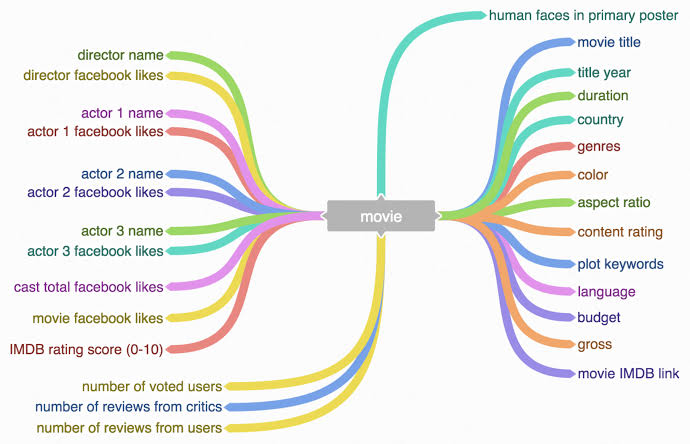 human faces in primary poster
director name
director facebook likes
actor 1 name
actor 1 facebook likes
actor 2 name
actor 2 facebook likes
actor 3 name
actor 3 facebook likes
cast total facebook likes
movie facebook likes
IMDB rating score (0-10)
number of voted users
number of reviews from critics
number of reviews from users
movie
movie title
title year
duration
country
genres
color
aspect ratio
content rating
plot keywords
language
budget
gross
movie IMDB link